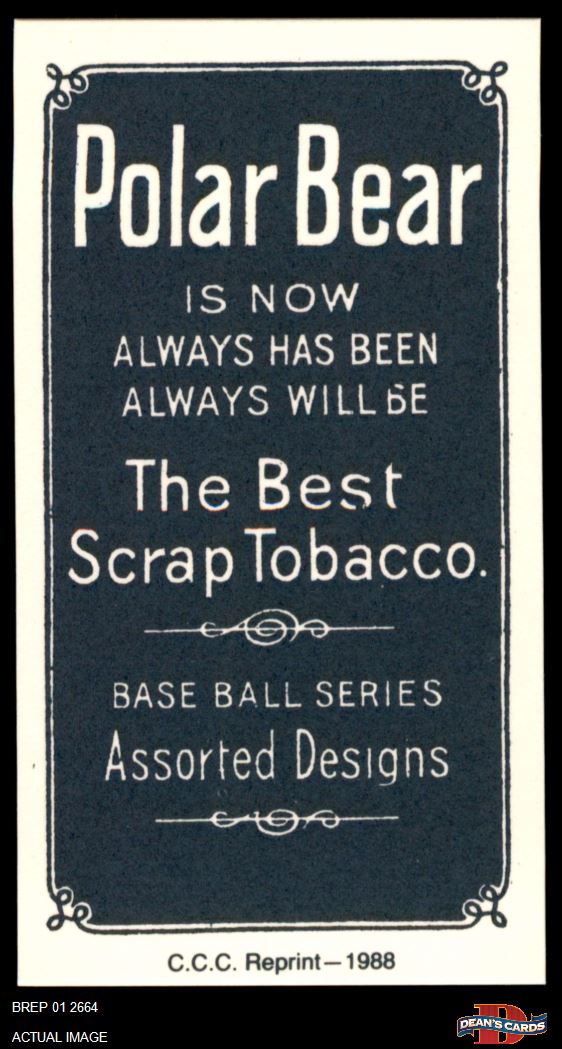 Polar Bear
IS NOW
ALWAYS HAS BEEN
ALWAYS WILL BE
The Best
Scrap Tobacco.
BASE BALL SERIES
Assorted Designs
C.C.C. Reprint—1988
BREP 01 2664
ACTUAL IMAGE
D
DEAN'S CARDS